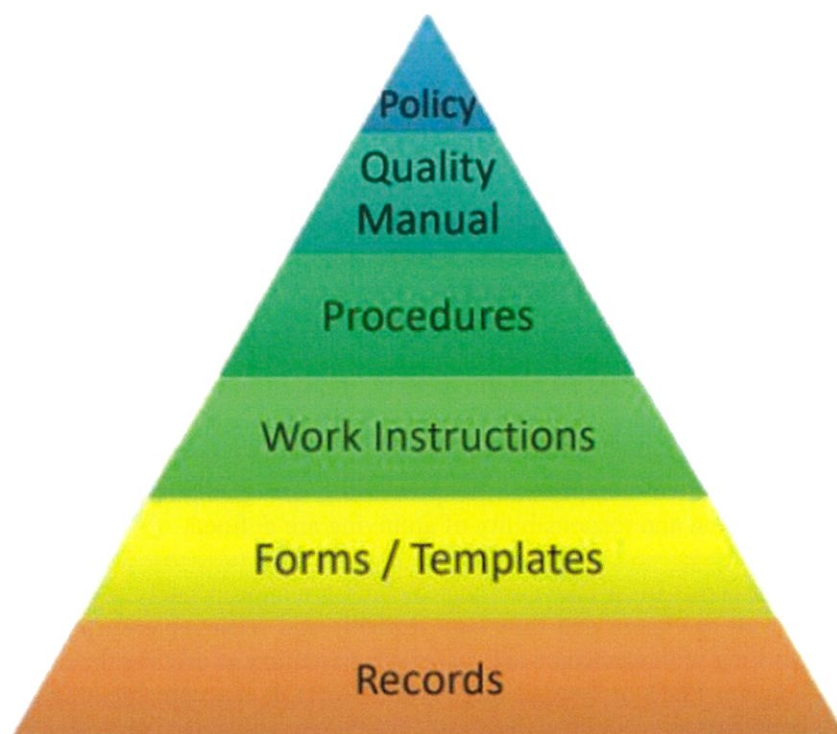 Policy
Quality
Manual
Procedures
Work Instructions
Forms / Templates
Records